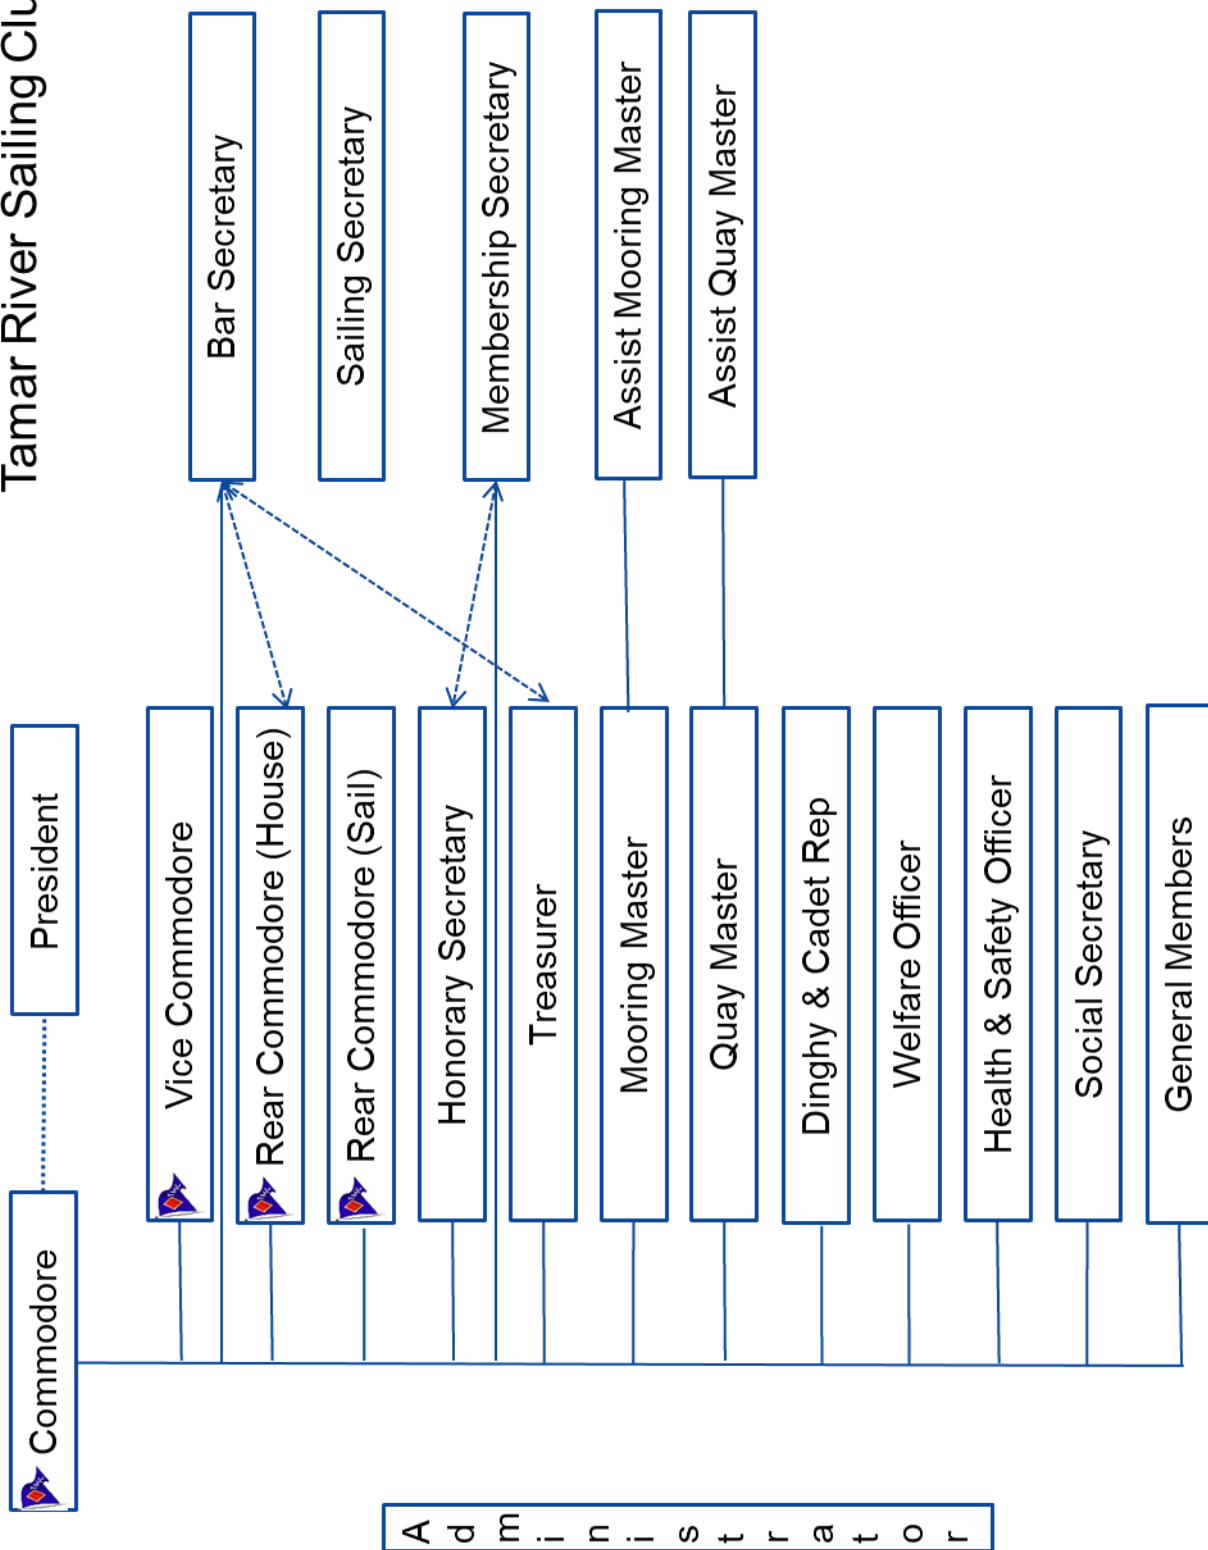 Tamar River Sailing Clu
Commodore
President
Vice Commodore
Bar Secretary
Rear Commodore (House)
Rear Commodore (Sail)
Sailing Secretary
Honorary Secretary
Membership Secretary
Treasurer
Mooring Master
Assist Mooring Master
Quay Master
Assist Quay Master
Dinghy & Cadet Rep
Welfare Officer
Health & Safety Officer
Social Secretary
General Members
Administrator